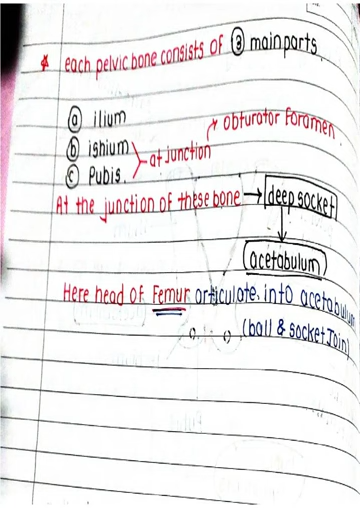 * each pelvic bone consists of ③ main parts
ⓐ ilium
ⓑ ishium
ⓒ Pubis.
at junction
obturator foramen.
At the junction of these bone → deep socket
acetabulum
Here head of Femur articulate. into acetabulum
(ball & socket Join)